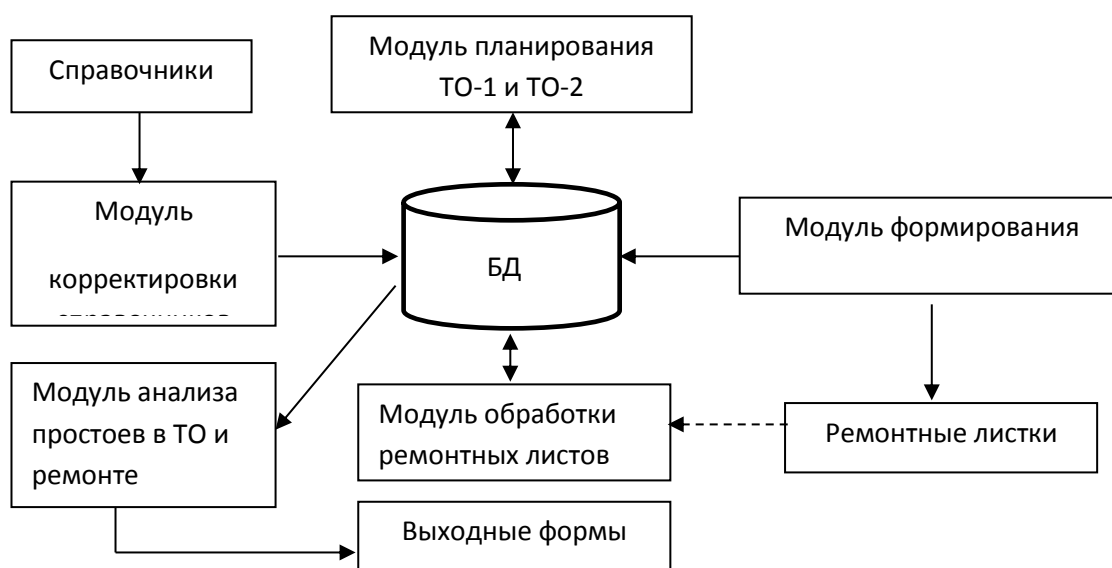 Справочники
Модуль планирования
ТО-1 и ТО-2
Модуль
корректировки
БД
Модуль формирования
Модуль анализа
простоев в ТО и
ремонте
Модуль обработки
ремонтных листов
Ремонтные листки
Выходные формы